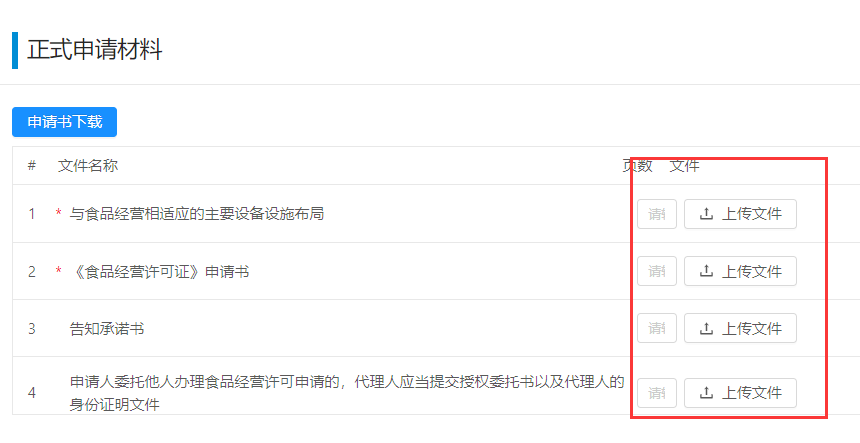 正式申请材料
申请书下载
# 文件名称 页数 文件
1 * 与食品经营相适应的主要设备设施布局 请 上传文件
2 * 《食品经营许可证》申请书 请 上传文件
3 告知承诺书 请 上传文件
4 申请人委托他人办理食品经营许可申请的，代理人应当提交授权委托书以及代理人的 请 上传文件
身份证明文件